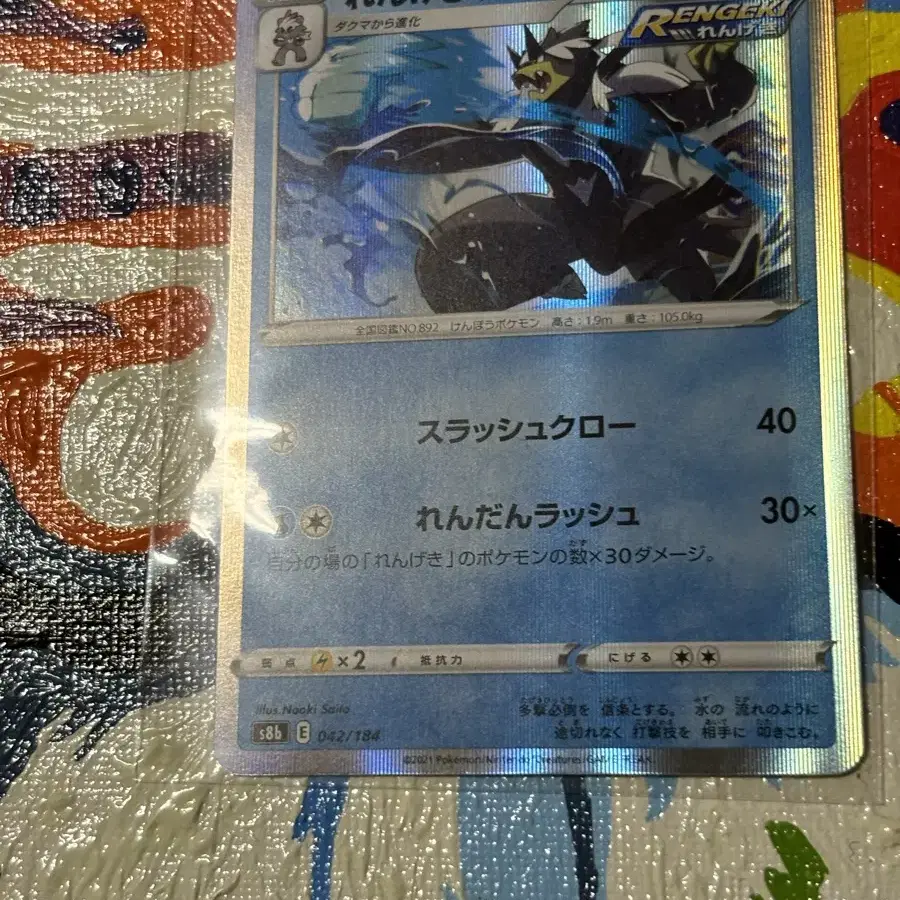 れんげき
タクマから進化
RENGEKI
れんげき
全国図鑑NO.892 けんぽうポケモン 高さ:1.9m 重さ:105.0kg
スラッシュクロー 40
れんだんラッシュ 30×
自分の場の「れんげき」のポケモンの数×30ダメージ。
弱点 ×2 抵抗力 にげる
illus. Naoki Saito
多撃必倒を 信条とする。 水の 流れのように
途切れなく 打撃技を 相手に 叩きこむ。
s8b E 042/184
©2021 Pokémon/Nintendo/Creatures/GAME FREAK.